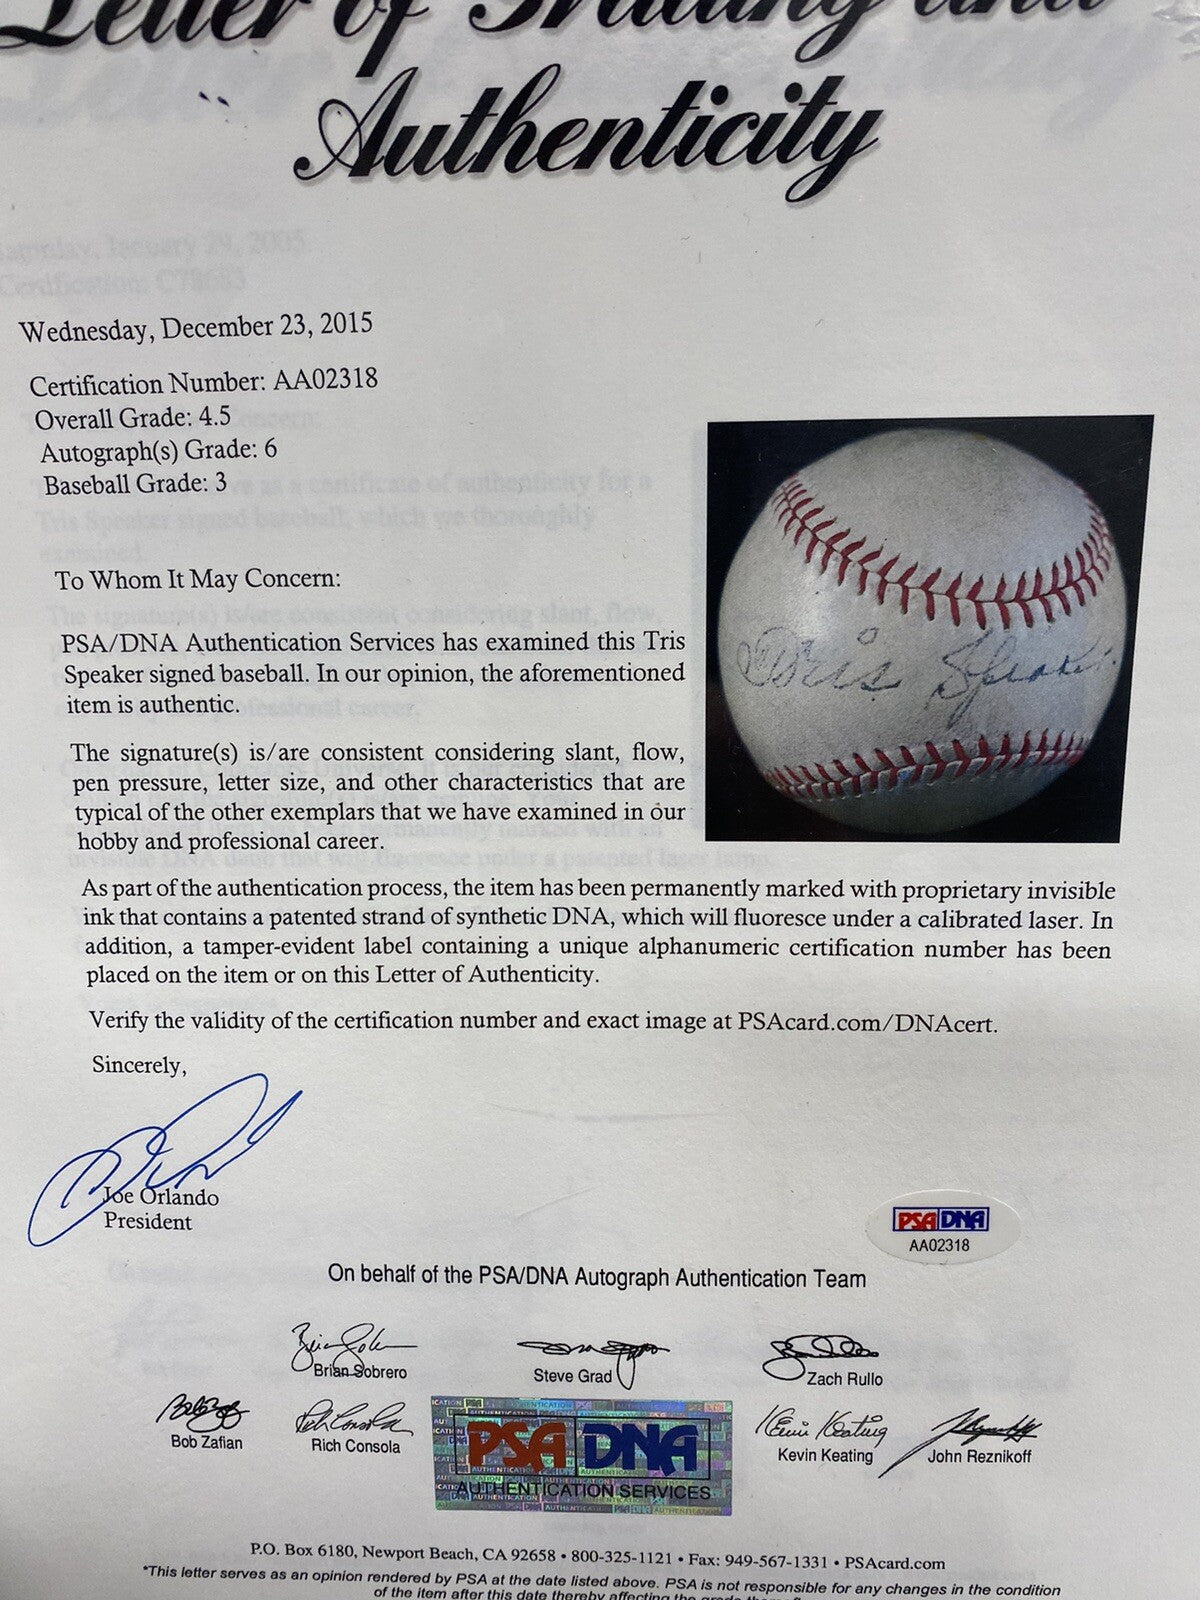 Letter of Grading and
Authenticity
Saturday, January 29, 2005
Certification: C78683
Wednesday, December 23, 2015
Certification Number: AA02318
Overall Grade: 4.5
Autograph(s) Grade: 6
Baseball Grade: 3
To Whom It May Concern:
PSA/DNA Authentication Services has examined this Tris
Speaker signed baseball. In our opinion, the aforementioned
item is authentic.
Tris Speaker
The signature(s) is/are consistent considering slant, flow,
pen pressure, letter size, and other characteristics that are
typical of the other exemplars that we have examined in our
hobby and professional career.
As part of the authentication process, the item has been permanently marked with proprietary invisible
ink that contains a patented strand of synthetic DNA, which will fluoresce under a calibrated laser. In
addition, a tamper-evident label containing a unique alphanumeric certification number has been
placed on the item or on this Letter of Authenticity.
Verify the validity of the certification number and exact image at PSAcard.com/DNAcert.
Sincerely,
Joe Orlando
President
PSA DNA
AA02318
On behalf of the PSA/DNA Autograph Authentication Team
Brian Sobrero
Steve Grad
Zach Rullo
Bob Zafian
Rich Consola
Kevin Keating
Kevin Keating
John Reznikoff
PSA DNA
AUTHENTICATION SERVICES
P.O. Box 6180, Newport Beach, CA 92658 • 800-325-1121 • Fax: 949-567-1331 • PSAcard.com
*This letter serves as an opinion rendered by PSA at the date listed above. PSA is not responsible for any changes in the condition
of the item after this date thereby affecting the grade